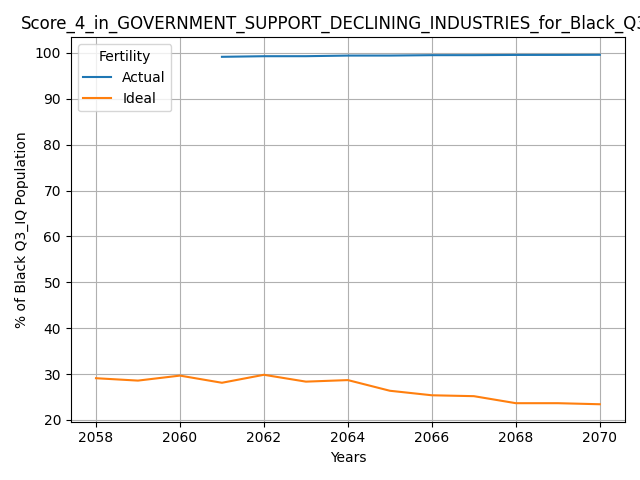 Score_4_in_GOVERNMENT_SUPPORT_DECLINING_INDUSTRIES_for_Black_Q3
Fertility
Actual
Ideal
% of Black Q3_IQ Population
100
90
80
70
60
50
40
30
20
2058 2060 2062 2064 2066 2068 2070
Years